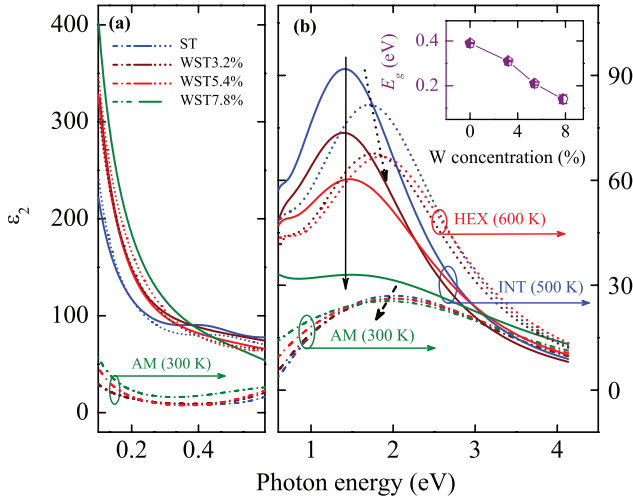 (a)
ST
WST3.2%
WST5.4%
WST7.8%
AM (300 K)
ε2
400
300
200
100
0
0.2
0.4
(b)
Eg (eV)
0.4
0.2
0
4
8
W concentration (%)
HEX (600 K)
INT (500 K)
AM (300 K)
90
60
30
0
1
2
3
4
Photon energy (eV)